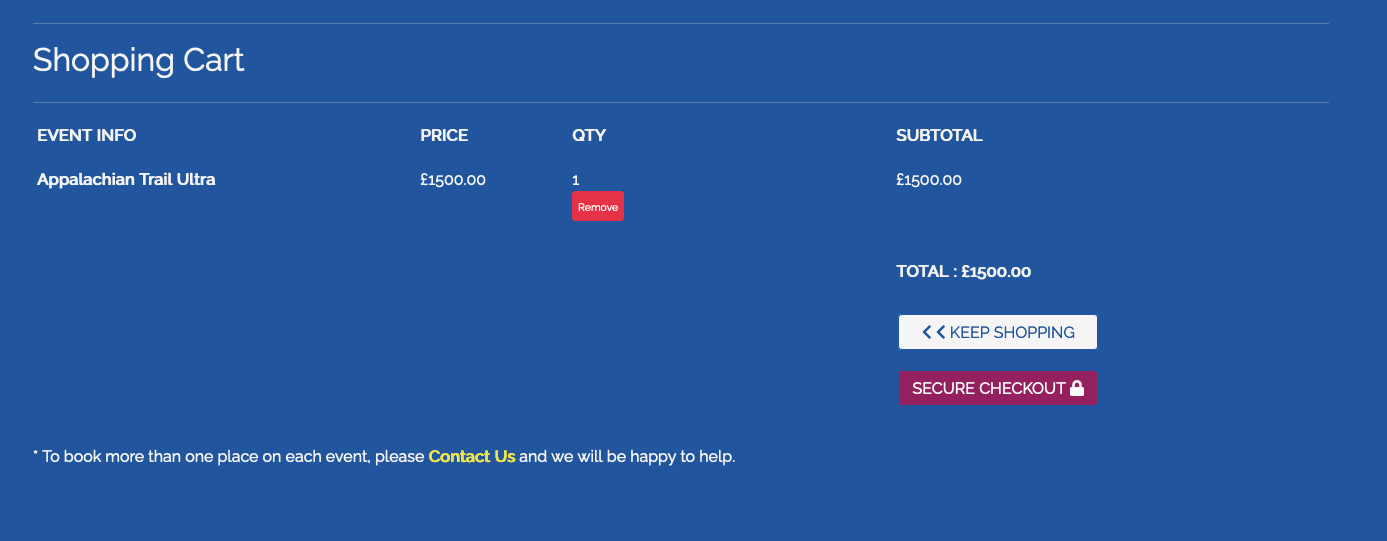 Shopping Cart
EVENT INFO PRICE QTY SUBTOTAL
Appalachian Trail Ultra £1500.00 1 £1500.00
Remove
TOTAL : £1500.00
KEEP SHOPPING
SECURE CHECKOUT
* To book more than one place on each event, please Contact Us and we will be happy to help.